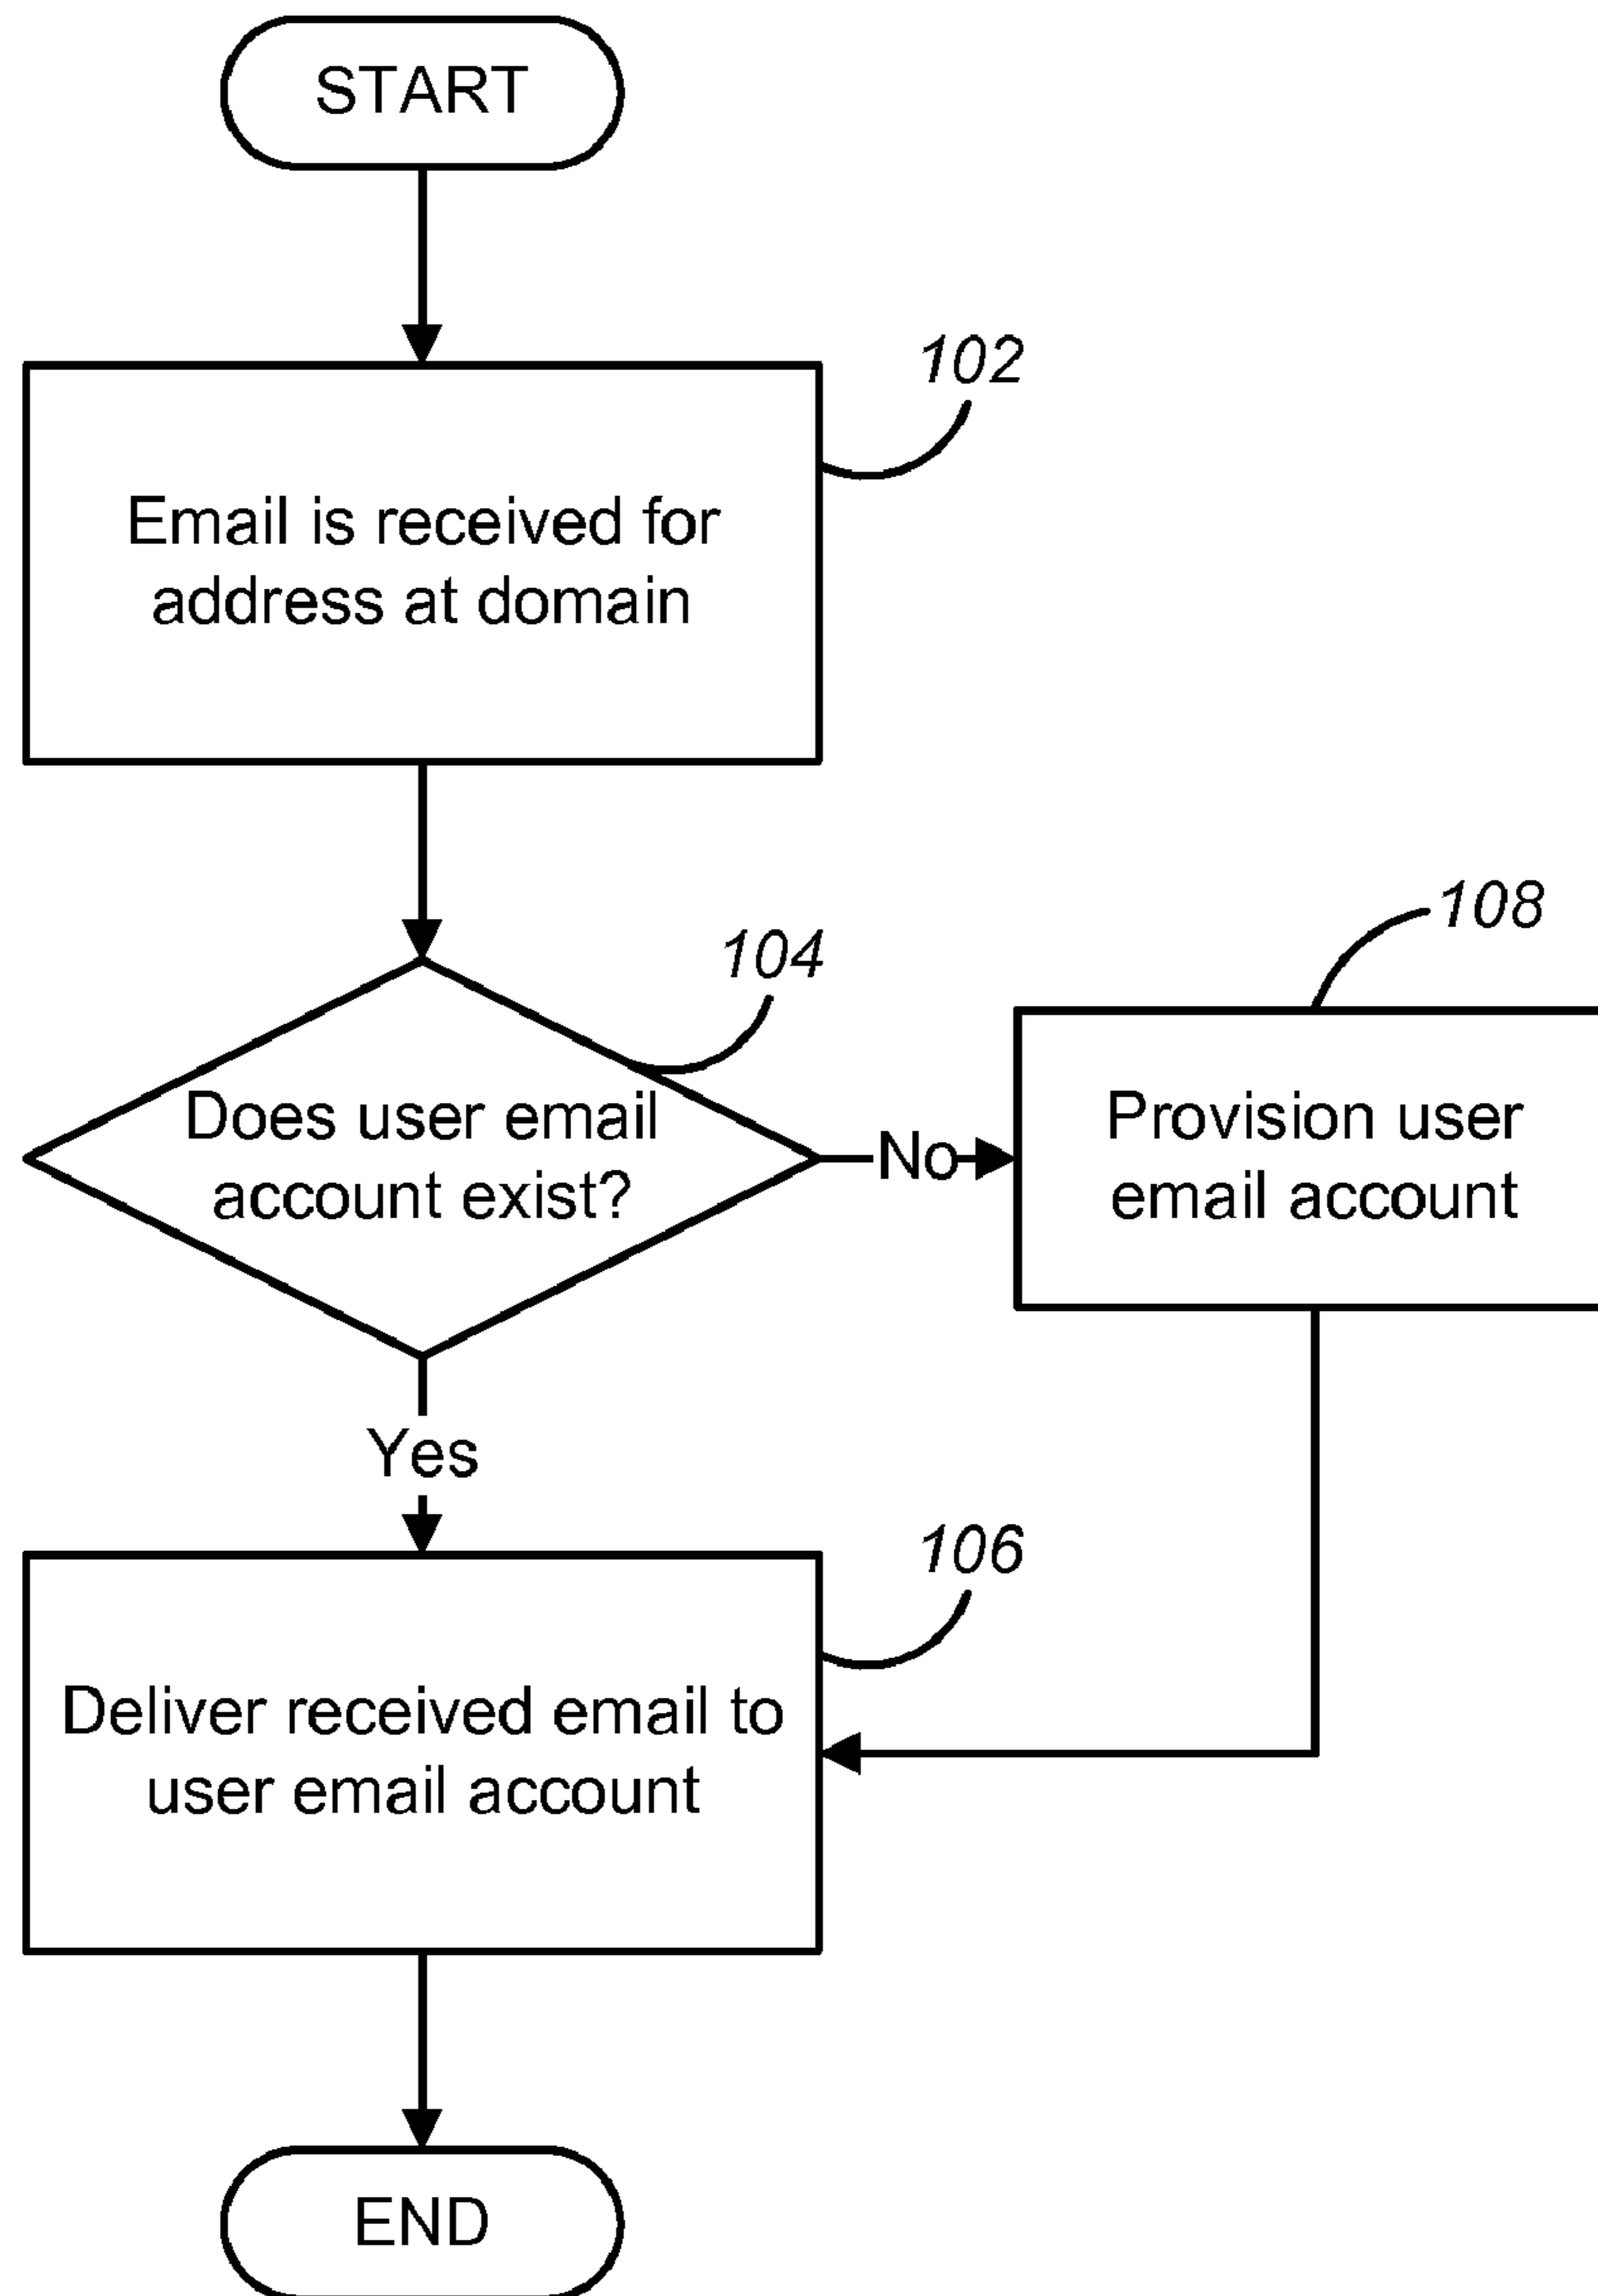 START
102
Email is received for
address at domain
104
108
Does user email
account exist?
No
Provision user
email account
Yes
106
Deliver received email to
user email account
END